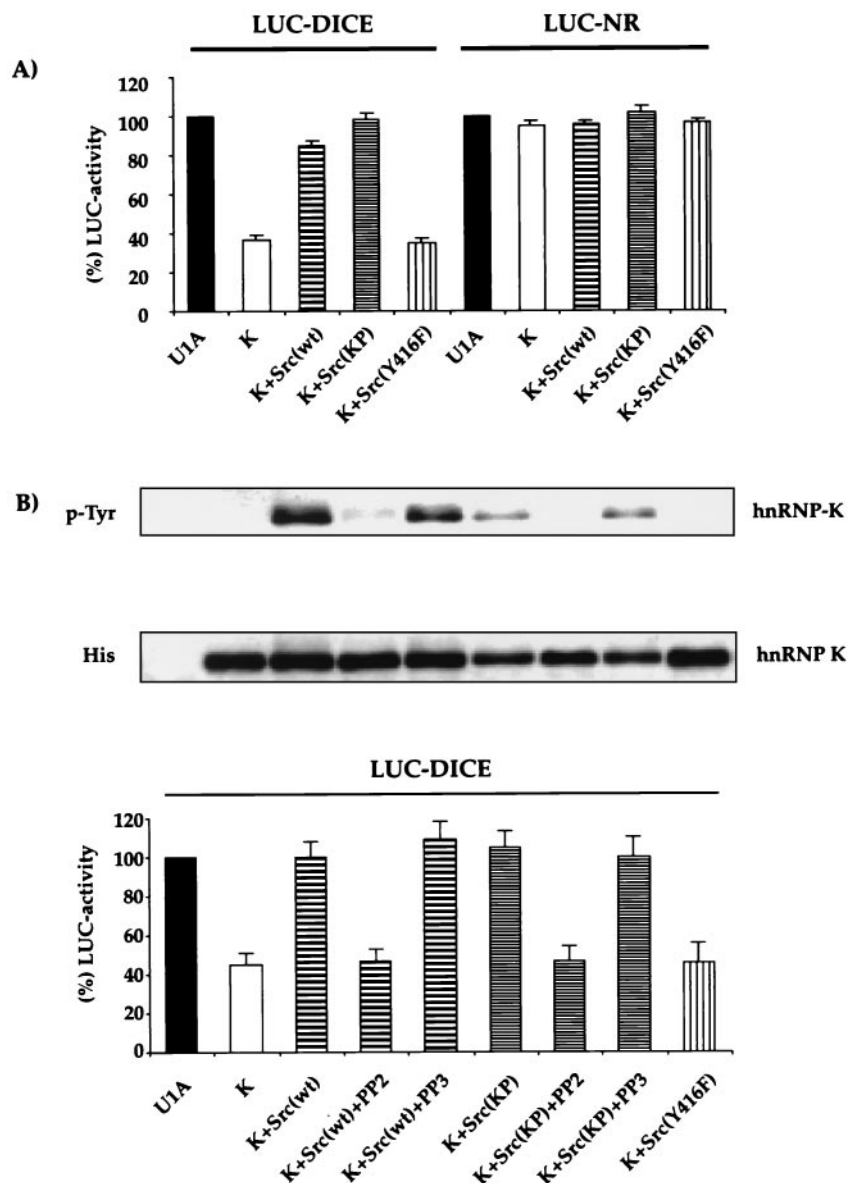 LUC-DICE LUC-NR
A)
120
100
80
60
40
20
0
(%) LUC-activity
U1A
K
K+Src(wt)
K+Src(KP)
K+Src(Y416F)
U1A
K
K+Src(wt)
K+Src(KP)
K+Src(Y416F)
B)
p-Tyr hnRNP-K
His hnRNP K
LUC-DICE
120
100
80
60
40
20
0
(%) LUC-activity
U1A
K
K+Src(wt)
K+Src(wt)+PP2
K+Src(wt)+PP3
K+Src(KP)
K+Src(KP)+PP2
K+Src(KP)+PP3
K+Src(Y416F)